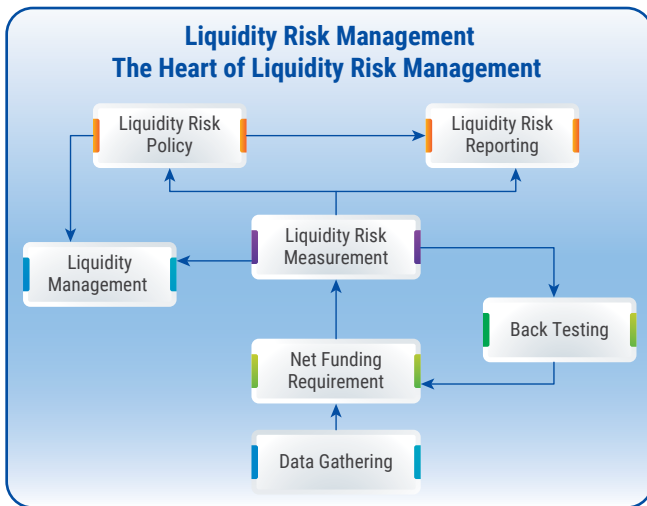 Liquidity Risk Management
The Heart of Liquidity Risk Management
Liquidity Risk
Policy
Liquidity Risk
Reporting
Liquidity Risk
Measurement
Liquidity
Management
Back Testing
Net Funding
Requirement
Data Gathering